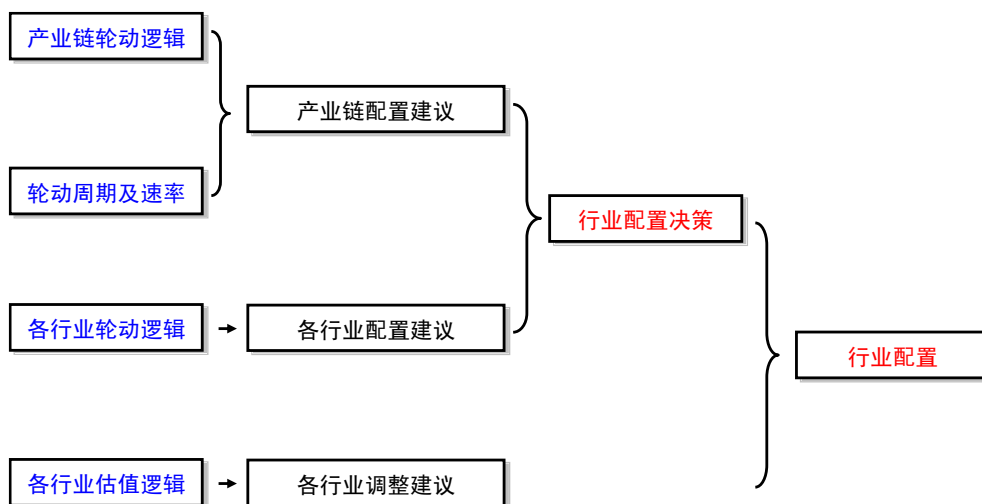 产业链轮动逻辑
产业链配置建议
轮动周期及速率
行业配置决策
各行业轮动逻辑
各行业配置建议
行业配置
各行业估值逻辑
各行业调整建议